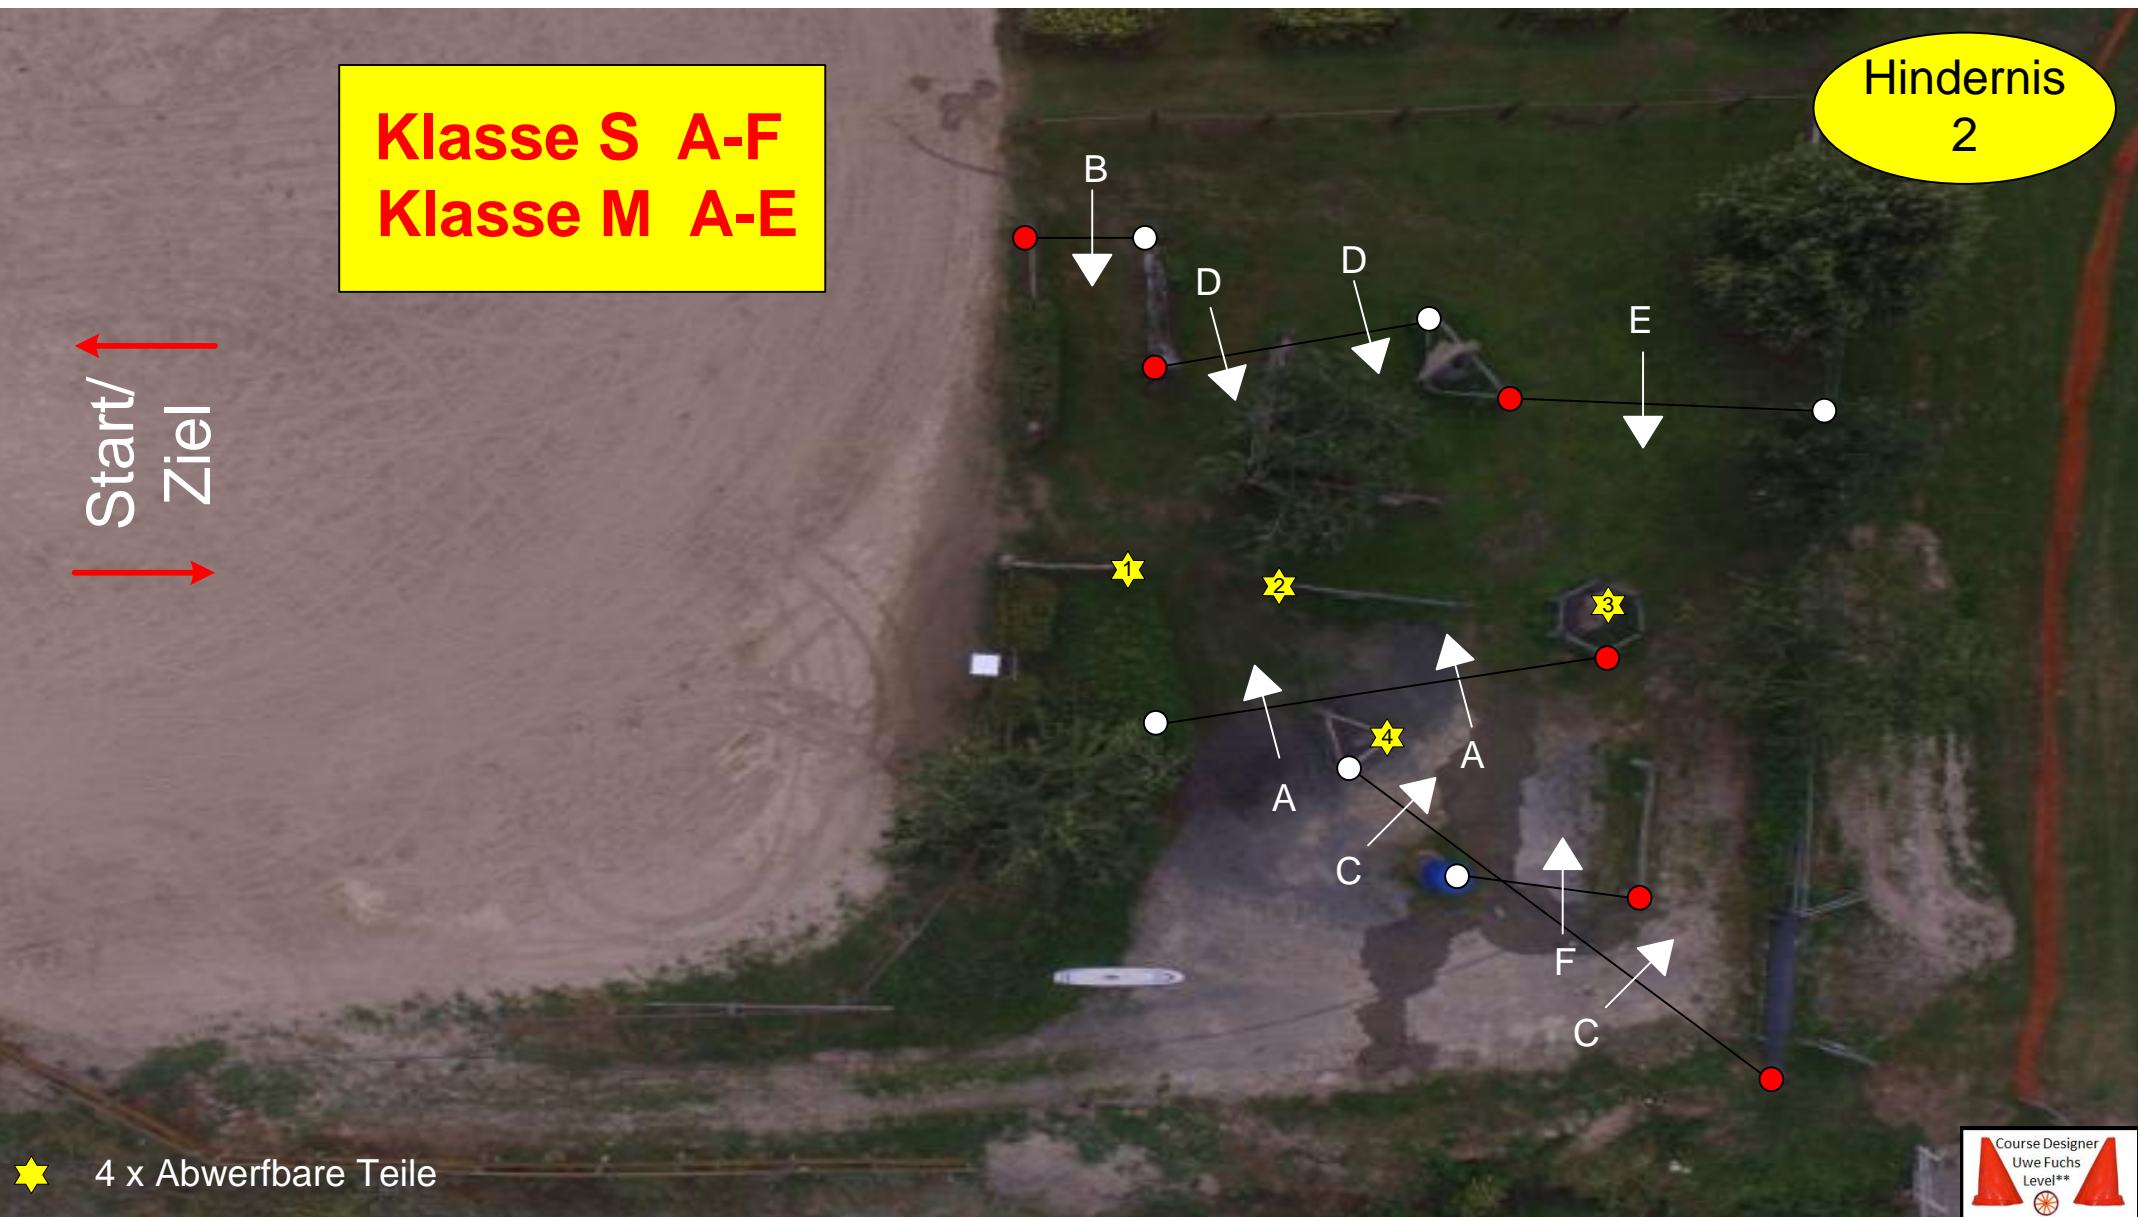 Klasse S A-F
Klasse M A-E
Hindernis
2
B
D
D
E
Start/
Ziel
1
2
3
4
A
A
C
F
C
4 x Abwerfbare Teile
Course Designer
Uwe Fuchs
Level**